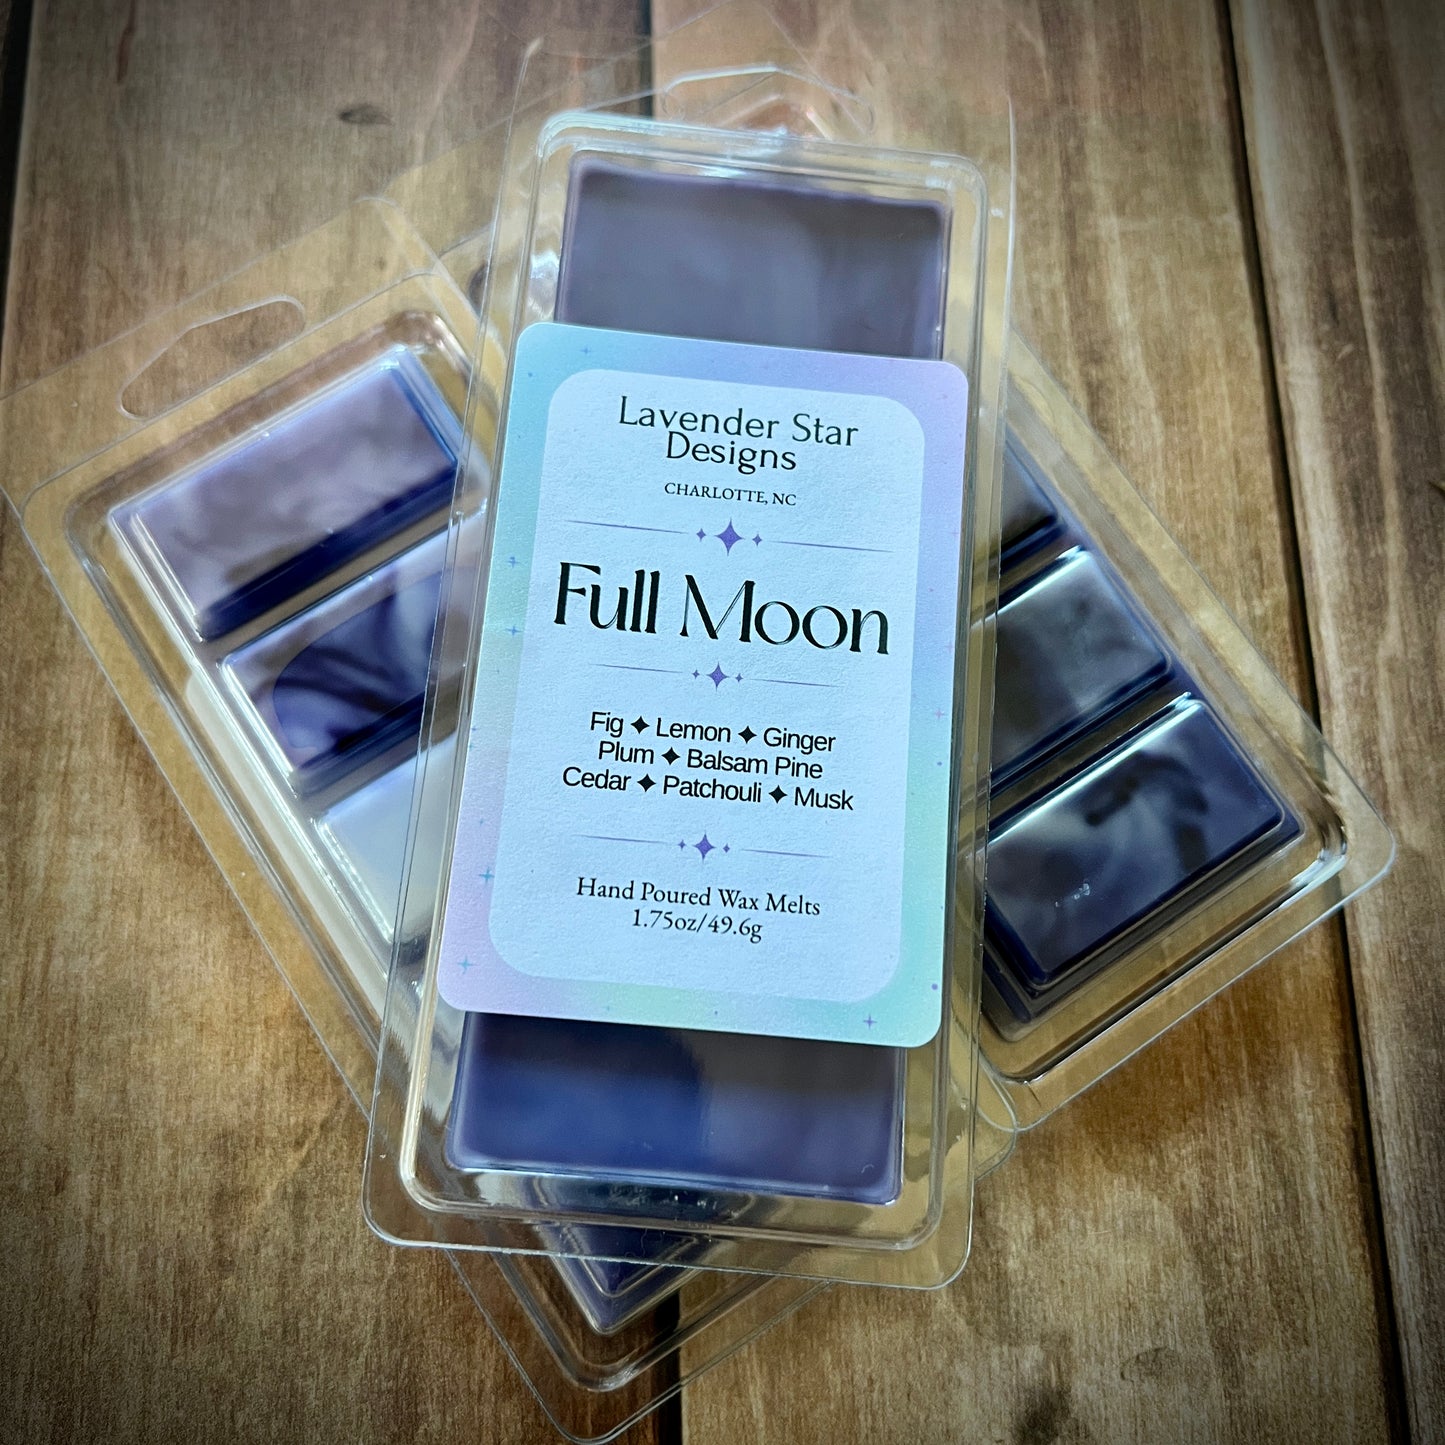 Lavender Star
Designs
CHARLOTTE, NC
Full Moon
Fig ✦ Lemon ✦ Ginger
Plum ✦ Balsam Pine
Cedar ✦ Patchouli ✦ Musk
Hand Poured Wax Melts
1.75oz/49.6g